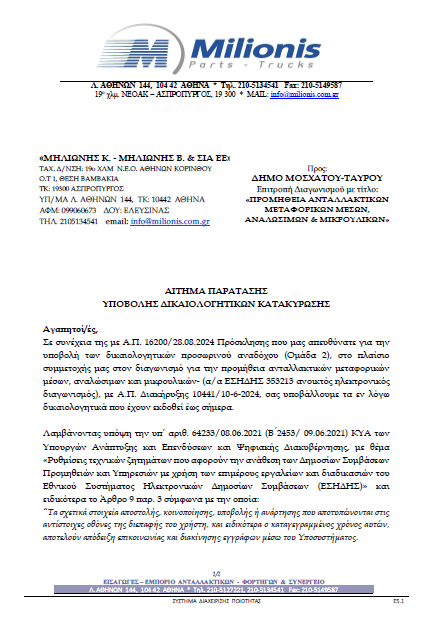 Milionis
Parts - Trucks
Λ. ΑΘΗΝΩΝ 144, 104 42 ΑΘΗΝΑ * Τηλ. 210-5134541 Fax: 210-5149587
19ο χλμ. ΝΕΟΑΚ – ΑΣΠΡΟΠΥΡΓΟΣ, 19 300 * MAIL: info@milionis.com.gr
«ΜΗΛΙΩΝΗΣ Κ. - ΜΗΛΙΩΝΗΣ Β. & ΣΙΑ ΕΕ»
ΤΑΧ. Δ/ΝΣΗ: 19ο ΧΛΜ Ν.Ε.Ο. ΑΘΗΝΩΝ ΚΟΡΙΝΘΟΥ
Ο.Τ 1, ΘΕΣΗ ΒΑΜΒΑΚΙΑ
ΤΚ: 19300 ΑΣΠΡΟΠΥΡΓΟΣ
ΥΠ/ΜΑ Λ. ΑΘΗΝΩΝ 144, ΤΚ: 10442 ΑΘΗΝΑ
ΑΦΜ: 099060673 ΔΟΥ: ΕΛΕΥΣΙΝΑΣ
ΤΗΛ. 2105134541 email: info@milionis.com.gr
Προς:
ΔΗΜΟ ΜΟΣΧΑΤΟΥ-ΤΑΥΡΟΥ
Επιτροπή Διαγωνισμού με τίτλο:
«ΠΡΟΜΗΘΕΙΑ ΑΝΤΑΛΛΑΚΤΙΚΩΝ
ΜΕΤΑΦΟΡΙΚΩΝ ΜΕΣΩΝ,
ΑΝΑΛΩΣΙΜΩΝ & ΜΙΚΡΟΥΛΙΚΩΝ»
ΑΙΤΗΜΑ ΠΑΡΑΤΑΣΗΣ
ΥΠΟΒΟΛΗΣ ΔΙΚΑΙΟΛΟΓΗΤΙΚΩΝ ΚΑΤΑΚΥΡΩΣΗΣ
Αγαπητοί/ές,
Σε συνέχεια της με Α.Π. 16200/28.08.2024 Πρόσκλησης που μας απευθύνατε για την
υποβολή των δικαιολογητικών προσωρινού αναδόχου (Ομάδα 2), στο πλαίσιο
συμμετοχής μας στον διαγωνισμό για την προμήθεια ανταλλακτικών μεταφορικών
μέσων, αναλώσιμων και μικρουλικών- (α/α ΕΣΗΔΗΣ 353213 ανοικτός ηλεκτρονικός
διαγωνισμός), με Α.Π. Διακήρυξης 10441/10-6-2024, σας υποβάλλουμε τα εν λόγω
δικαιολογητικά που έχουν εκδοθεί έως σήμερα.
Λαμβάνοντας υπόψη την υπ΄ αριθ. 64233/08.06.2021 (Β΄2453/ 09.06.2021) ΚΥΑ των
Υπουργών Ανάπτυξης και Επενδύσεων και Ψηφιακής Διακυβέρνησης, με θέμα
«Ρυθμίσεις τεχνικών ζητημάτων που αφορούν την ανάθεση των Δημοσίων Συμβάσεων
Προμηθειών και Υπηρεσιών με χρήση των επιμέρους εργαλείων και διαδικασιών του
Εθνικού Συστήματος Ηλεκτρονικών Δημοσίων Συμβάσεων (ΕΣΗΔΗΣ)» και
ειδικότερα το Άρθρο 9 παρ. 3 σύμφωνα με την οποία:
"Τα σχετικά στοιχεία αποστολής, κοινοποίησης, υποβολής ή ανάρτησης που αποτυπώνονται στις
αντίστοιχες οθόνες της διεπαφής του χρήστη, και ειδικότερα ο καταγεγραμμένος χρόνος αυτών,
αποτελούν απόδειξη επικοινωνίας και διακίνησης εγγράφων μέσω του Υποσυστήματος.
1/2
ΕΙΣΑΓΩΓΕΣ – ΕΜΠΟΡΙΟ ΑΝΤΑΛΛΑΚΤΙΚΩΝ - ΦΟΡΤΗΓΩΝ & ΣΥΝΕΡΓΕΙΟ
Λ. ΑΘΗΝΩΝ 144, 104 42 ΑΘΗΝΑ * Τηλ. 210-5122221, 210-5134541 Fax: 210-5149587
ΣΥΣΤΗΜΑ ΔΙΑΧΕΙΡΙΣΗΣ ΠΟΙΟΤΗΤΑΣ
Ε5.1